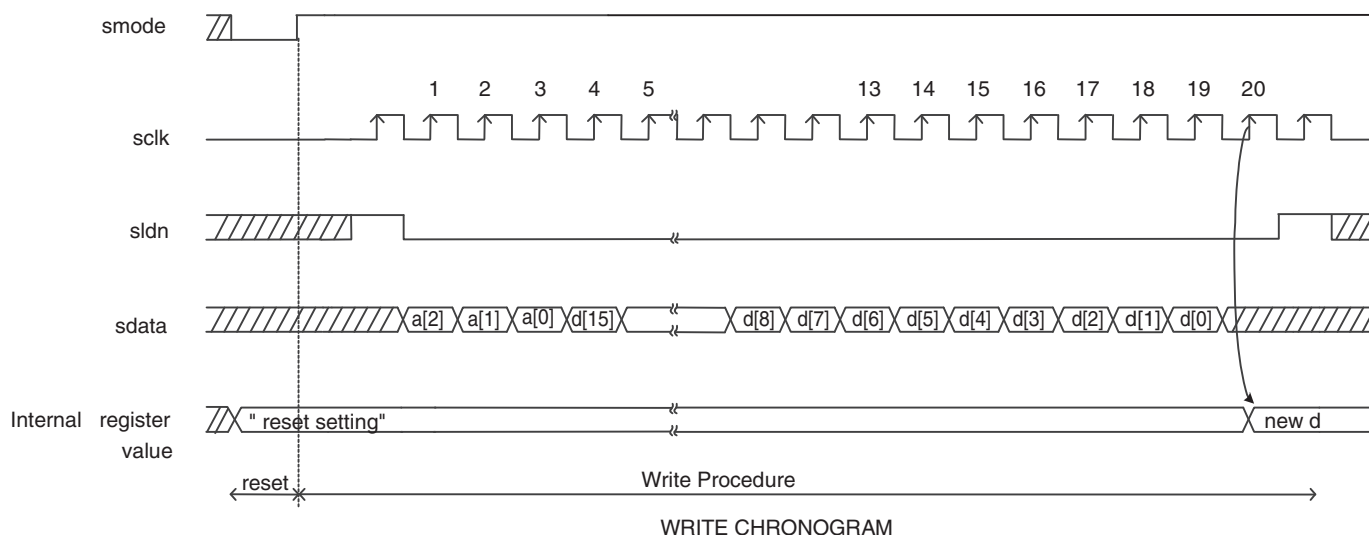 smode
1 2 3 4 5 13 14 15 16 17 18 19 20
sclk
sldn
sdata a[2] a[1] a[0] d[15] d[8] d[7] d[6] d[5] d[4] d[3] d[2] d[1] d[0]
Internal register value " reset setting" new d
reset Write Procedure
WRITE CHRONOGRAM